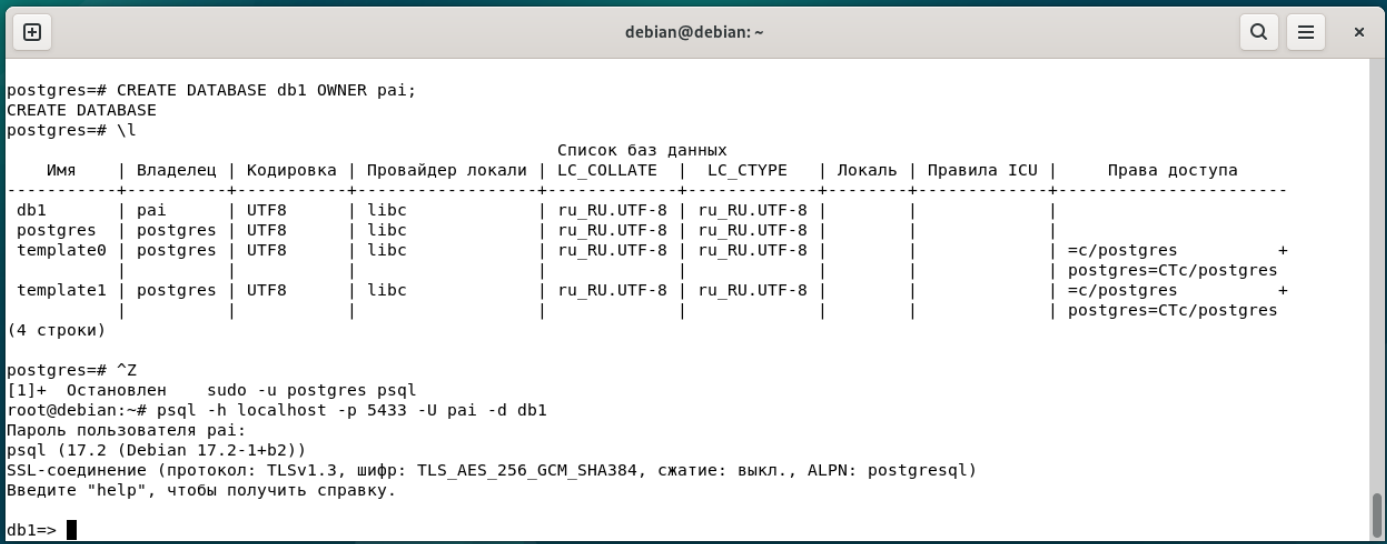 debian@debian: ~
postgres=# CREATE DATABASE db1 OWNER pai;
CREATE DATABASE
postgres=# \l
Список баз данных
Имя | Владелец | Кодировка | Провайдер локали | LC_COLLATE | LC_CTYPE | Локаль | Правила ICU | Права доступа
-----------+----------+-----------+------------------+-------------+-------------+--------+-------------+-----------------------
db1 | pai | UTF8 | libc | ru_RU.UTF-8 | ru_RU.UTF-8 | | |
postgres | postgres | UTF8 | libc | ru_RU.UTF-8 | ru_RU.UTF-8 | | |
template0 | postgres | UTF8 | libc | ru_RU.UTF-8 | ru_RU.UTF-8 | | | =c/postgres +
| | | | | | | | postgres=CTc/postgres
template1 | postgres | UTF8 | libc | ru_RU.UTF-8 | ru_RU.UTF-8 | | | =c/postgres +
| | | | | | | | postgres=CTc/postgres
(4 строки)
postgres=# ^Z
[1]+ Остановлен sudo -u postgres psql
root@debian:~# psql -h localhost -p 5433 -U pai -d db1
Пароль пользователя pai:
psql (17.2 (Debian 17.2-1+b2))
SSL-соединение (протокол: TLSv1.3, шифр: TLS_AES_256_GCM_SHA384, сжатие: выкл., ALPN: postgresql)
Введите "help", чтобы получить справку.
db1=>